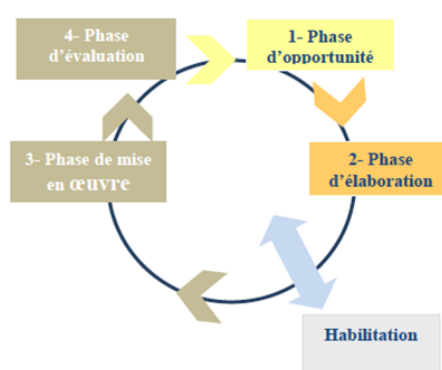 4- Phase
d'évaluation
1- Phase
d'opportunité
3- Phase de mise
en œuvre
2- Phase
d'élaboration
Habilitation